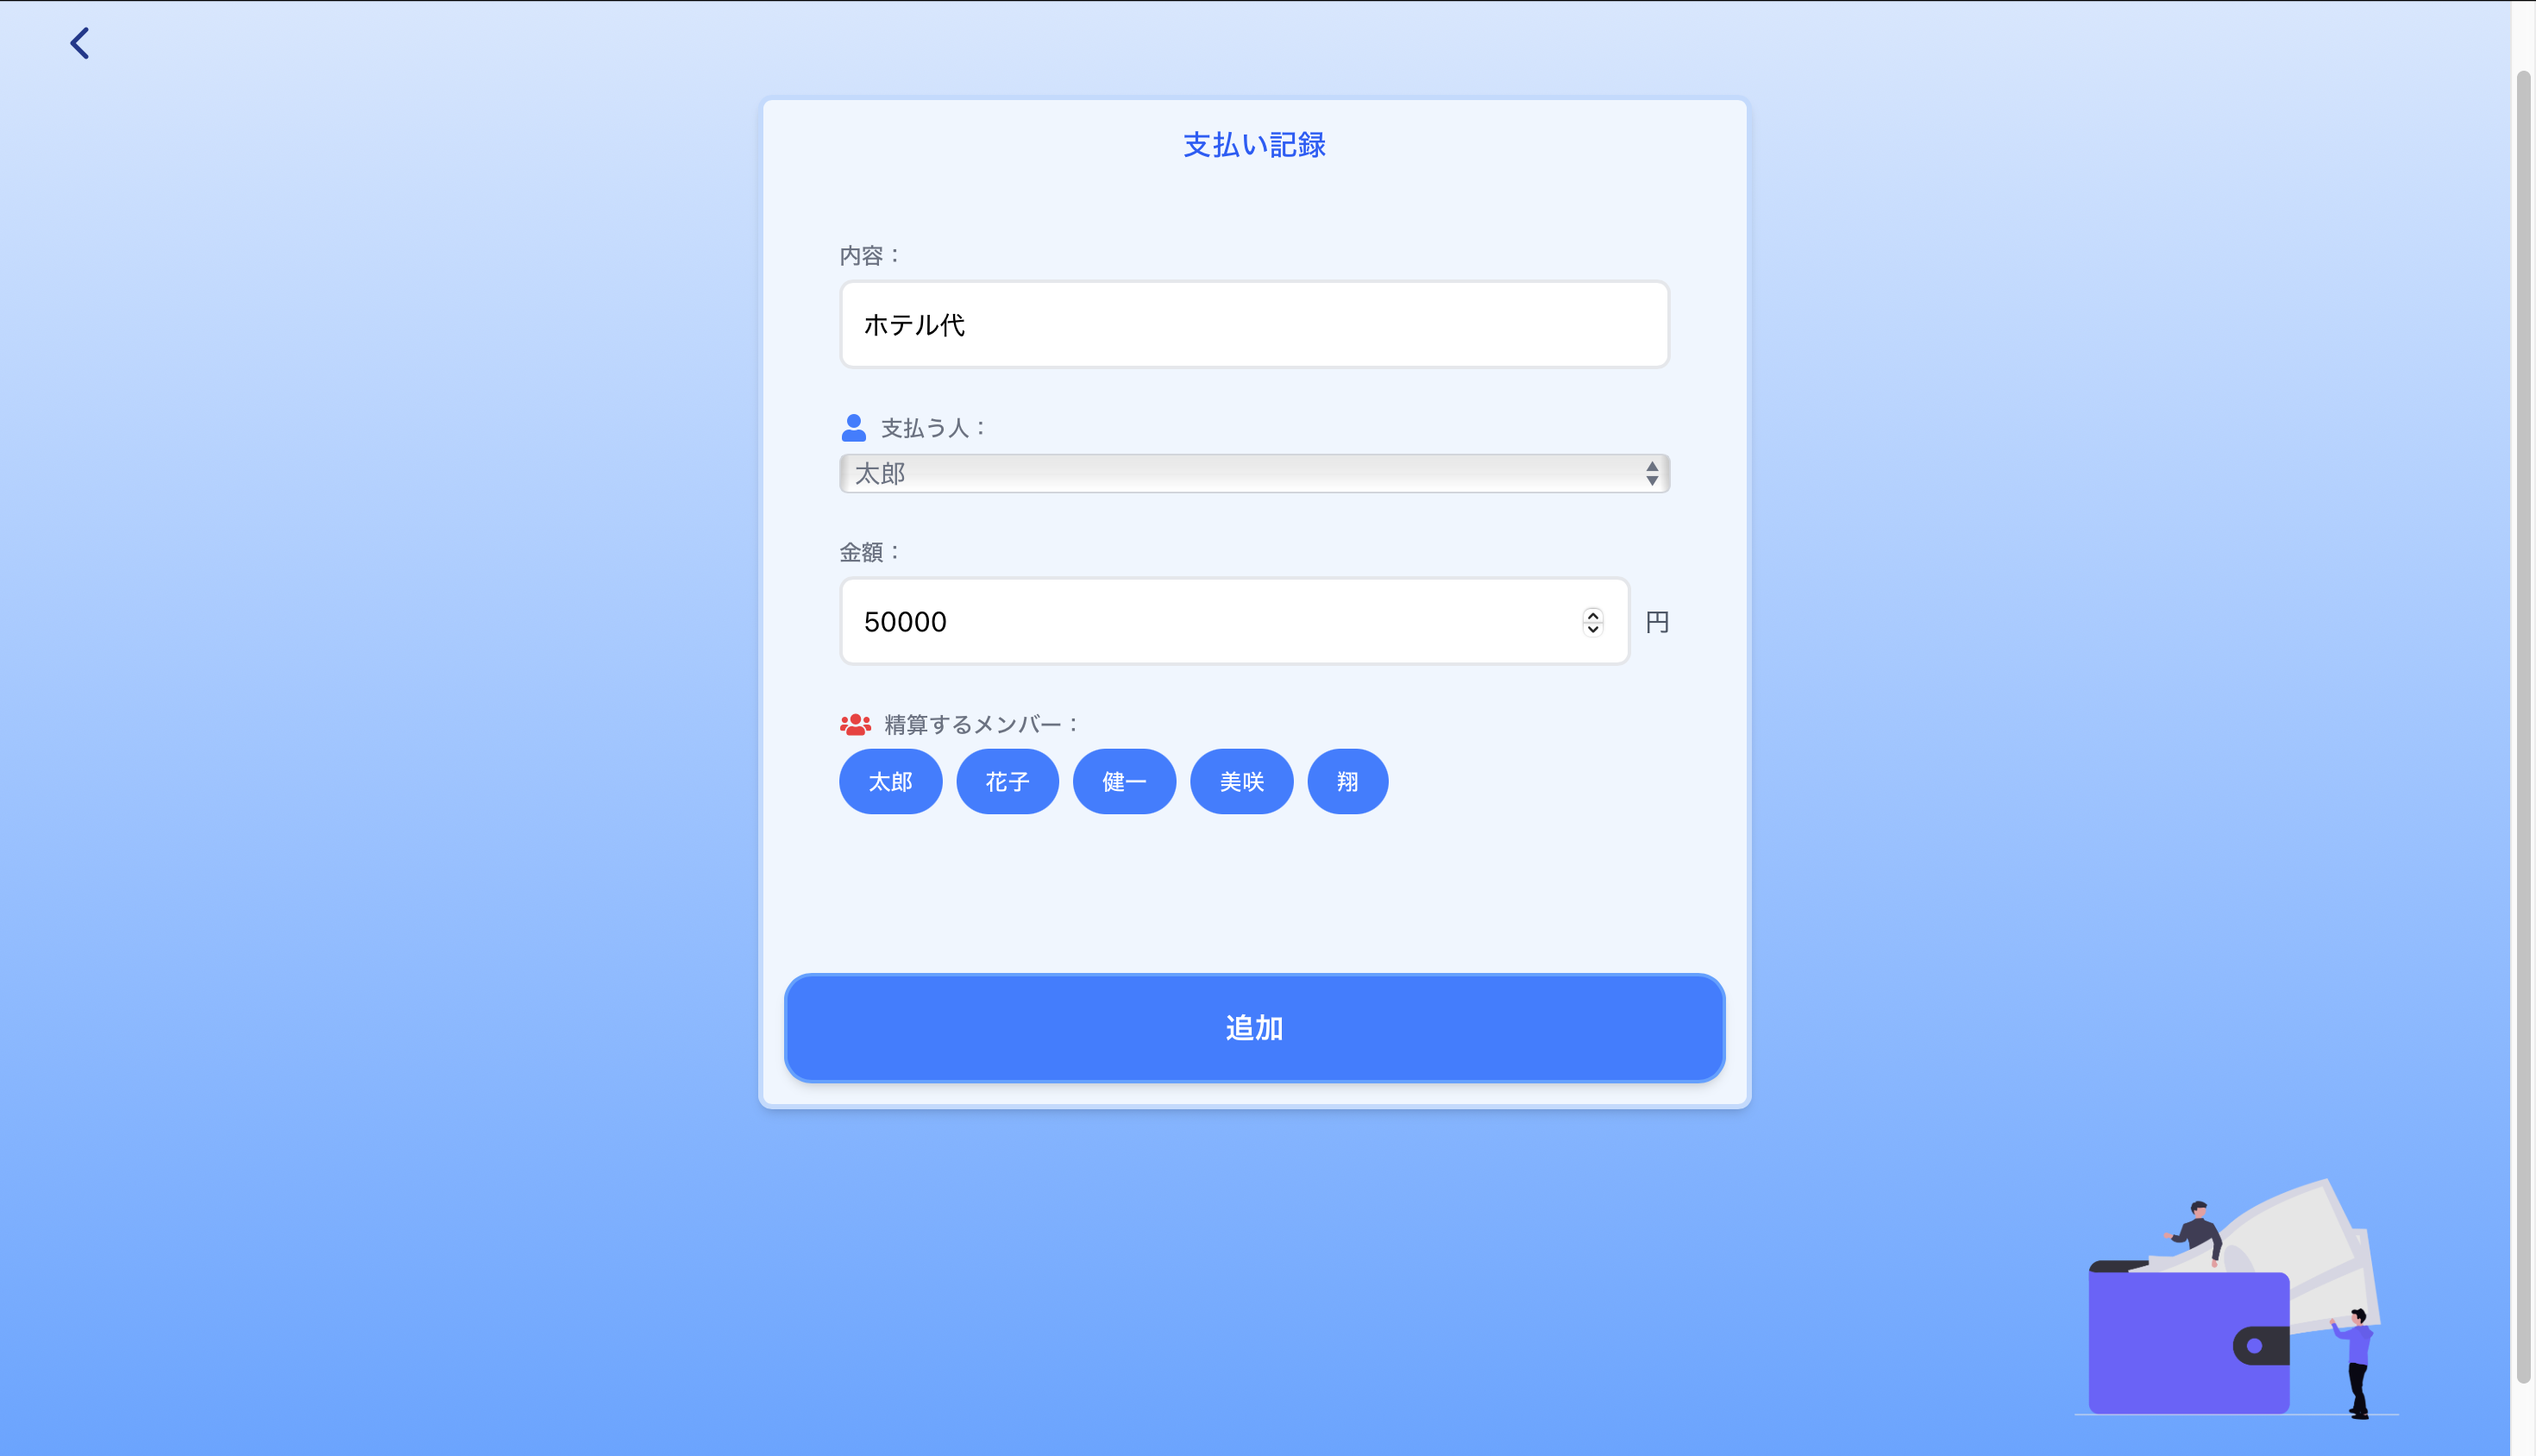 支払い記録
内容：
ホテル代
支払う人：
太郎
金額：
50000
円
精算するメンバー：
太郎 花子 健一 美咲 翔
追加